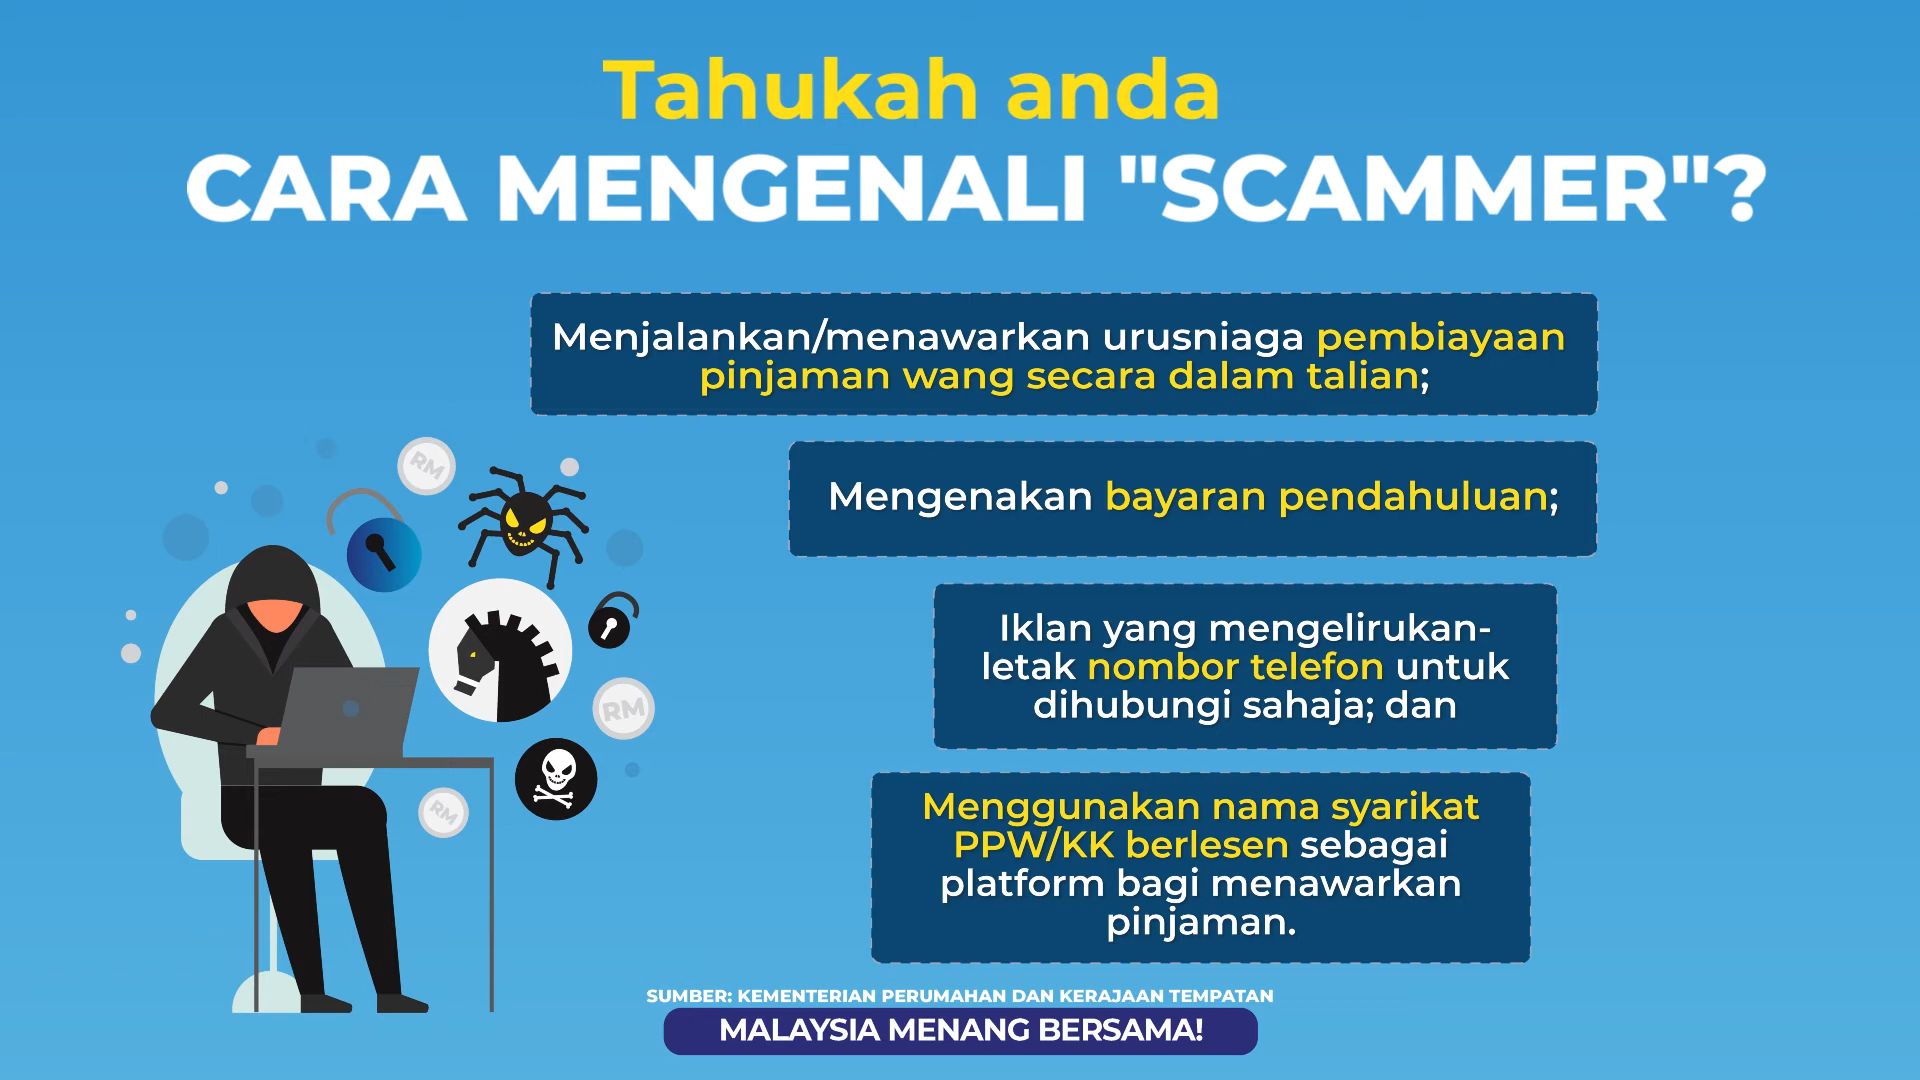 Tahukah anda
CARA MENGENALI "SCAMMER"?
Menjalankan/menawarkan urusniaga pembiayaan
pinjaman wang secara dalam talian;
Mengenakan bayaran pendahuluan;
Iklan yang mengelirukan-
letak nombor telefon untuk
dihubungi sahaja; dan
Menggunakan nama syarikat
PPW/KK berlesen sebagai
platform bagi menawarkan
pinjaman.
RM
RM
RM
SUMBER: KEMENTERIAN PERUMAHAN DAN KERAJAAN TEMPATAN
MALAYSIA MENANG BERSAMA!